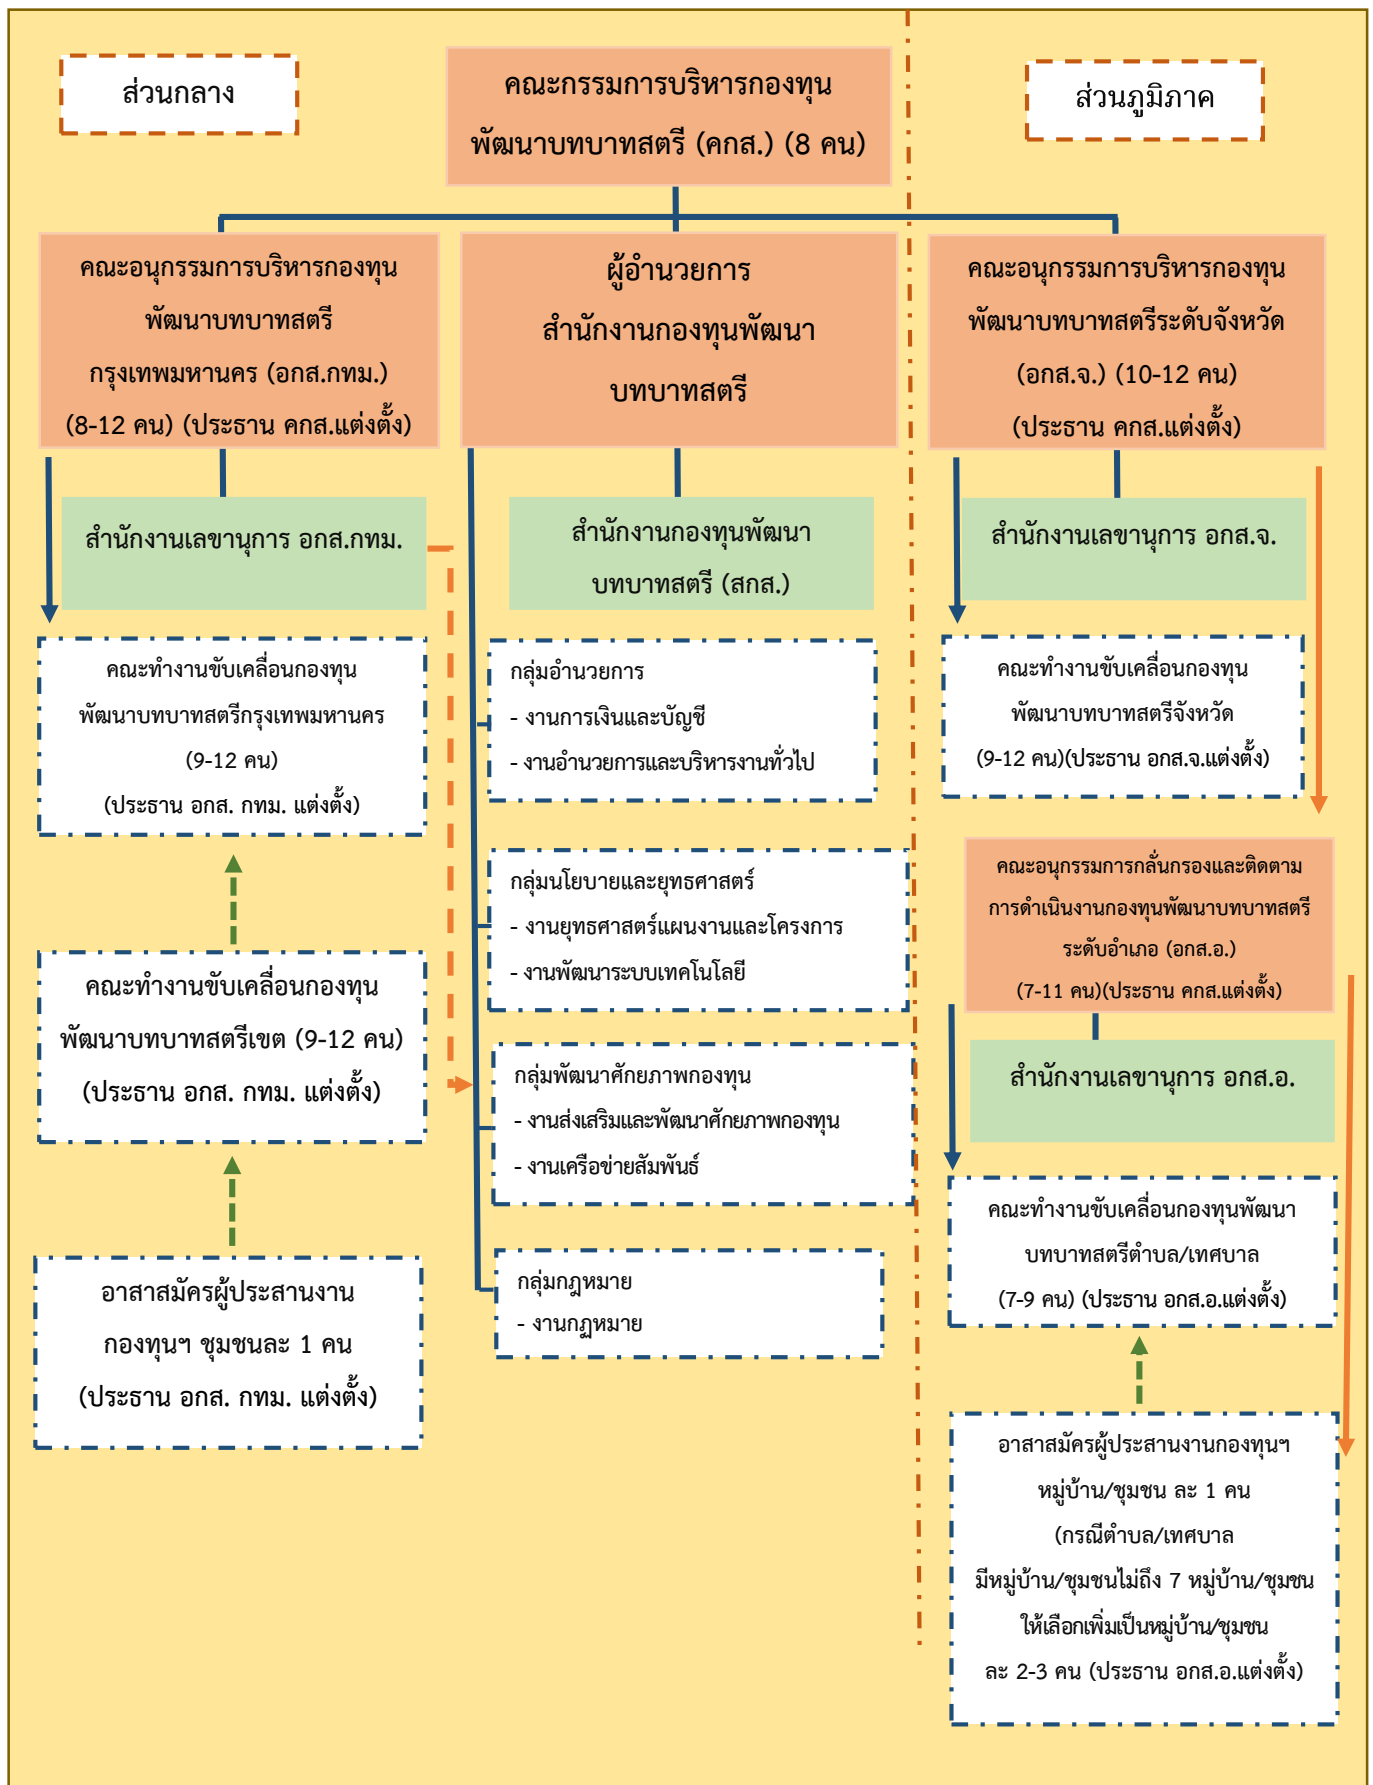 ส่วนกลาง
คณะกรรมการบริหารกองทุน
พัฒนาบทบาทสตรี (คกส.) (8 คน)
ส่วนภูมิภาค
คณะอนุกรรมการบริหารกองทุน
พัฒนาบทบาทสตรี
กรุงเทพมหานคร (อกส.กทม.)
(8-12 คน) (ประธาน คกส.แต่งตั้ง)
สำนักงานเลขานุการ อกส.กทม.
คณะทำงานขับเคลื่อนกองทุน
พัฒนาบทบาทสตรีกรุงเทพมหานคร
(9-12 คน)
(ประธาน อกส. กทม. แต่งตั้ง)
คณะทำงานขับเคลื่อนกองทุน
พัฒนาบทบาทสตรีเขต (9-12 คน)
(ประธาน อกส. กทม. แต่งตั้ง)
อาสาสมัครผู้ประสานงาน
กองทุนฯ ชุมชนละ 1 คน
(ประธาน อกส. กทม. แต่งตั้ง)
ผู้อำนวยการ
สำนักงานกองทุนพัฒนา
บทบาทสตรี
สำนักงานกองทุนพัฒนา
บทบาทสตรี (สกส.)
กลุ่มอำนวยการ
- งานการเงินและบัญชี
- งานอำนวยการและบริหารงานทั่วไป
กลุ่มนโยบายและยุทธศาสตร์
- งานยุทธศาสตร์แผนงานและโครงการ
- งานพัฒนาระบบเทคโนโลยี
กลุ่มพัฒนาศักยภาพกองทุน
- งานส่งเสริมและพัฒนาศักยภาพกองทุน
- งานเครือข่ายสัมพันธ์
กลุ่มกฎหมาย
- งานกฏหมาย
คณะอนุกรรมการบริหารกองทุน
พัฒนาบทบาทสตรีระดับจังหวัด
(อกส.จ.) (10-12 คน)
(ประธาน คกส.แต่งตั้ง)
สำนักงานเลขานุการ อกส.จ.
คณะทำงานขับเคลื่อนกองทุน
พัฒนาบทบาทสตรีจังหวัด
(9-12 คน)(ประธาน อกส.จ.แต่งตั้ง)
คณะอนุกรรมการกลั่นกรองและติดตาม
การดำเนินงานกองทุนพัฒนาบทบาทสตรี
ระดับอำเภอ (อกส.อ.)
(7-11 คน)(ประธาน คกส.แต่งตั้ง)
สำนักงานเลขานุการ อกส.อ.
คณะทำงานขับเคลื่อนกองทุนพัฒนา
บทบาทสตรีตำบล/เทศบาล
(7-9 คน) (ประธาน อกส.อ.แต่งตั้ง)
อาสาสมัครผู้ประสานงานกองทุนฯ
หมู่บ้าน/ชุมชน ละ 1 คน
(กรณีตำบล/เทศบาล
มีหมู่บ้าน/ชุมชนไม่ถึง 7 หมู่บ้าน/ชุมชน
ให้เลือกเพิ่มเป็นหมู่บ้าน/ชุมชน
ละ 2-3 คน (ประธาน อกส.อ.แต่งตั้ง)